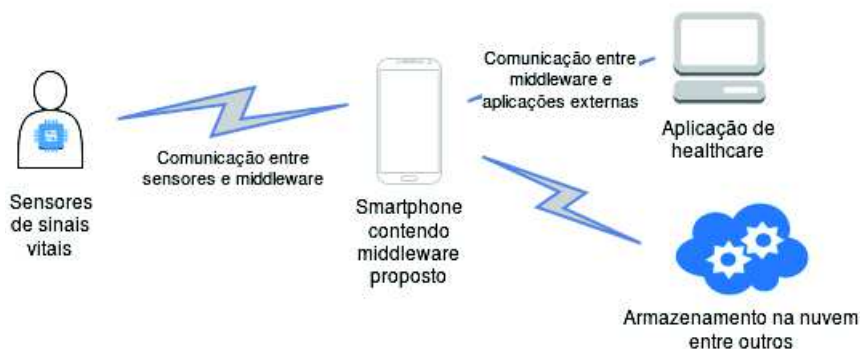 Sensores
de sinais
vitais
Comunicação entre
sensores e middleware
Smartphone
contendo
middleware
proposto
Comunicação entre
middleware e
aplicações externas
Aplicação de
healthcare
Armazenamento na nuvem
entre outros